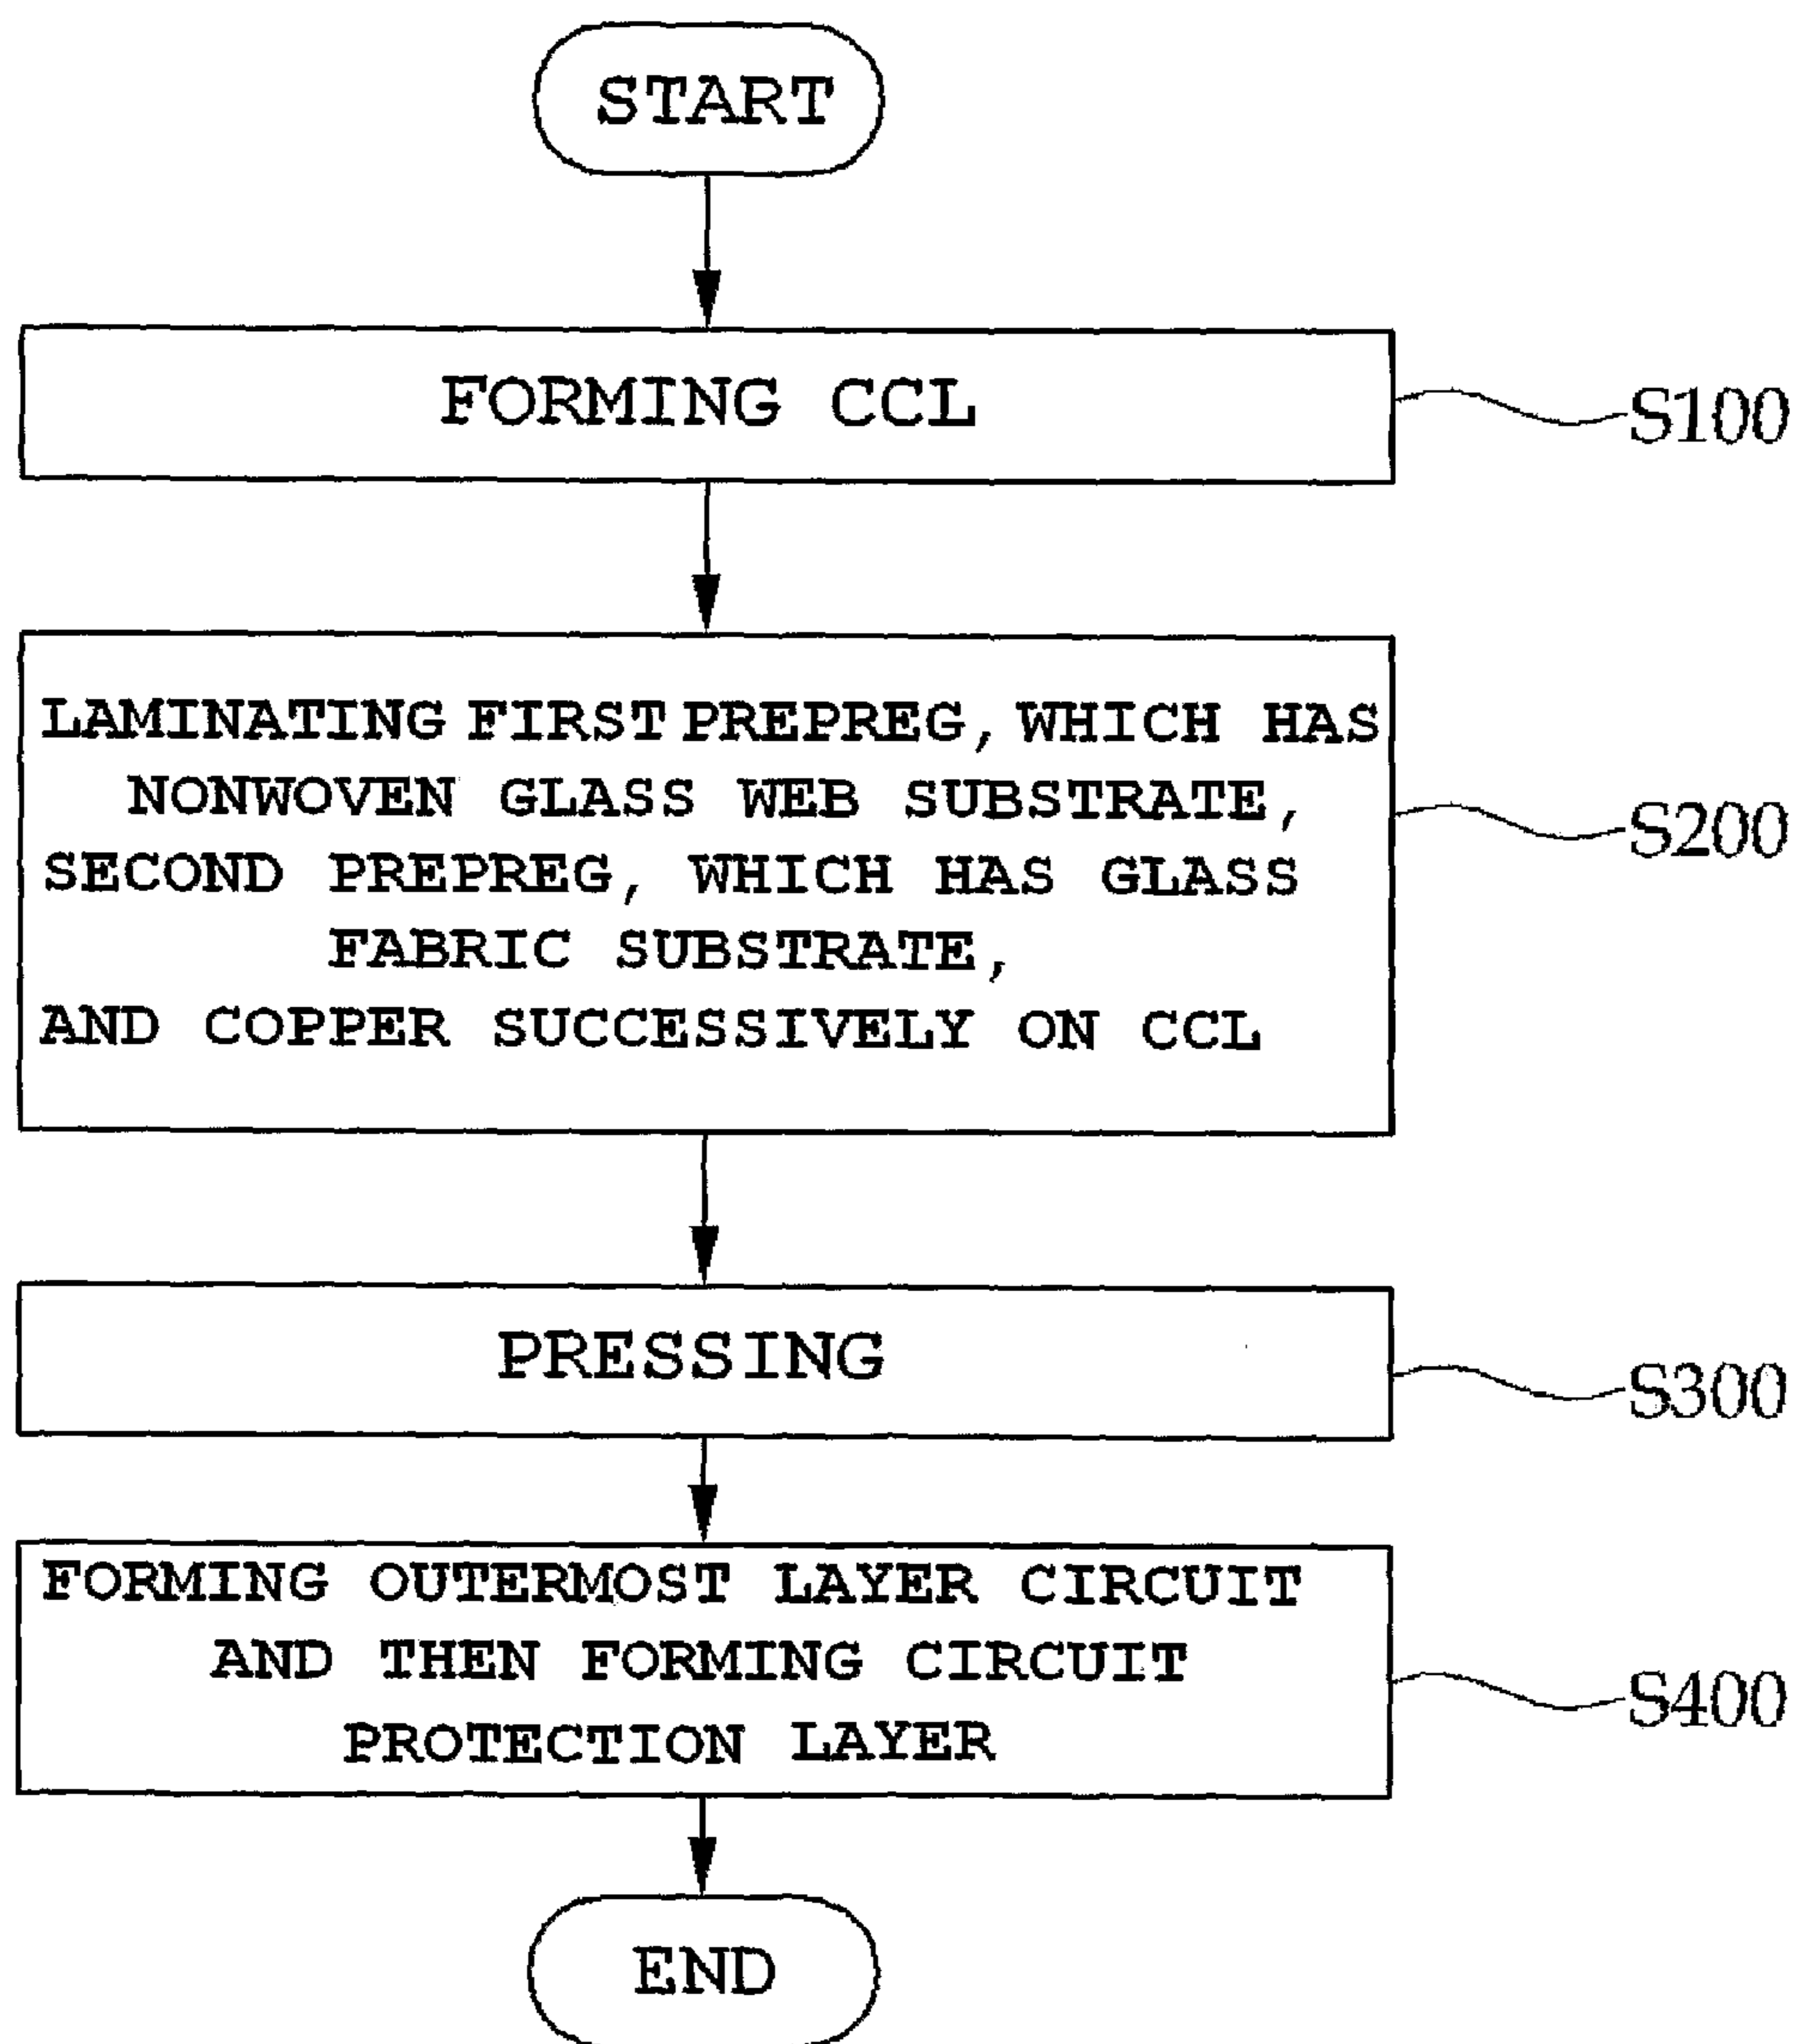 START
FORMING CCL
S100
LAMINATING FIRST PREPREG, WHICH HAS
NONWOVEN GLASS WEB SUBSTRATE,
SECOND PREPREG, WHICH HAS GLASS
FABRIC SUBSTRATE,
AND COPPER SUCCESSIVELY ON CCL
S200
PRESSING
S300
FORMING OUTERMOST LAYER CIRCUIT
AND THEN FORMING CIRCUIT
PROTECTION LAYER
S400
END